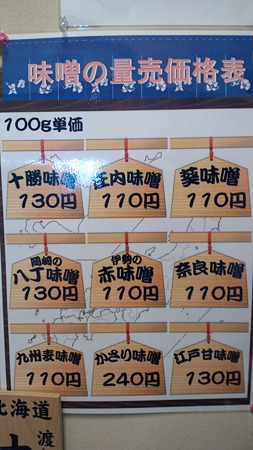 味噌の量売価格表
100g単価
十勝味噌
130円
庄内味噌
110円
葵味噌
110円
岡崎の
八丁味噌
130円
伊勢の
赤味噌
110円
奈良味噌
110円
九州麦味噌
110円
かさり味噌
240円
江戸甘味噌
130円
北海道
渡